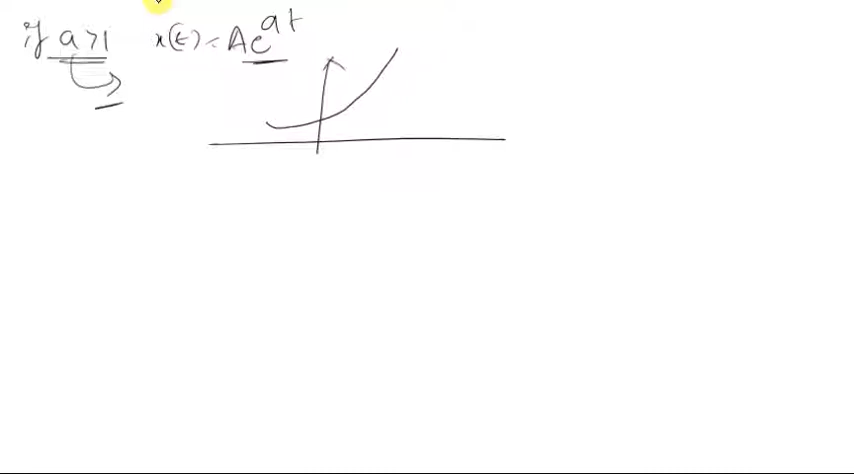 if a>1 x(t) = Ae^at